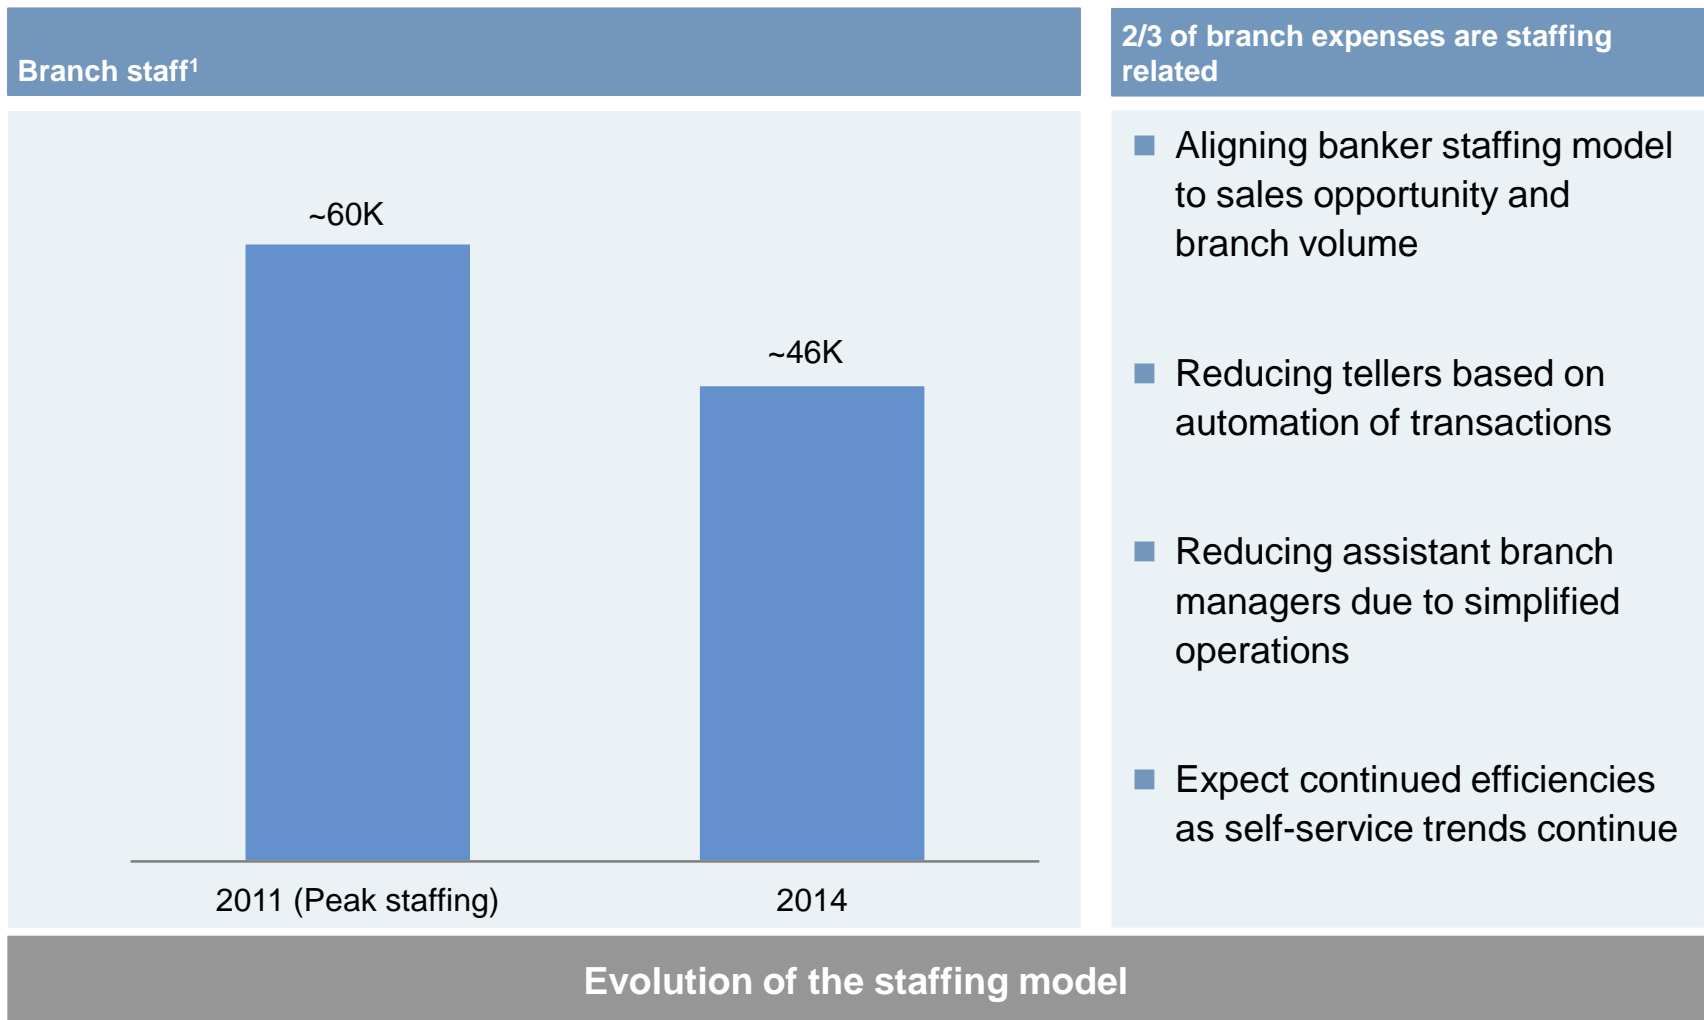 Branch staff¹
~60K
~46K
2011 (Peak staffing)
2014
2/3 of branch expenses are staffing
related
Aligning banker staffing model
to sales opportunity and
branch volume
Reducing tellers based on
automation of transactions
Reducing assistant branch
managers due to simplified
operations
Expect continued efficiencies
as self-service trends continue
Evolution of the staffing model